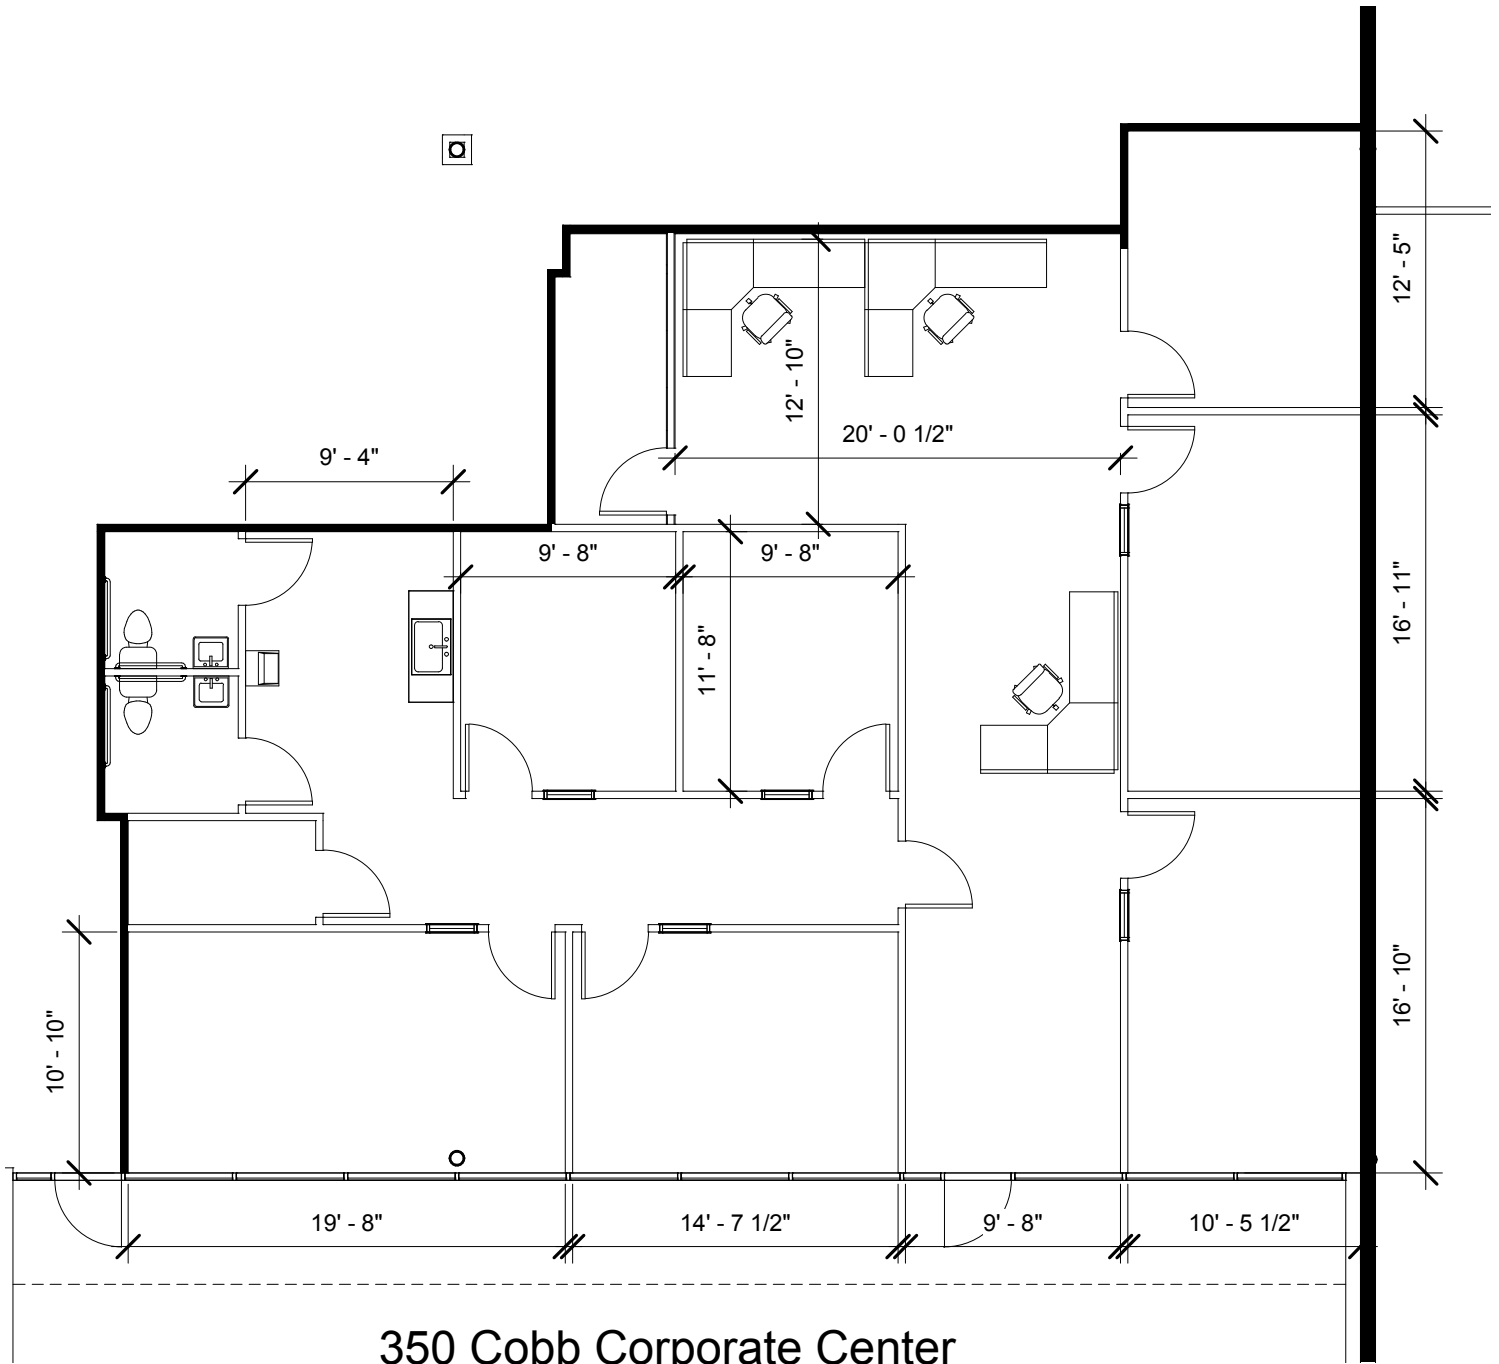 12' - 5"
12' - 10"
20' - 0 1/2"
9' - 4"
9' - 8"
9' - 8"
16' - 11"
11' - 8"
16' - 10"
10' - 10"
19' - 8"
14' - 7 1/2"
9' - 8"
10' - 5 1/2"
350 Cobb Corporate Center